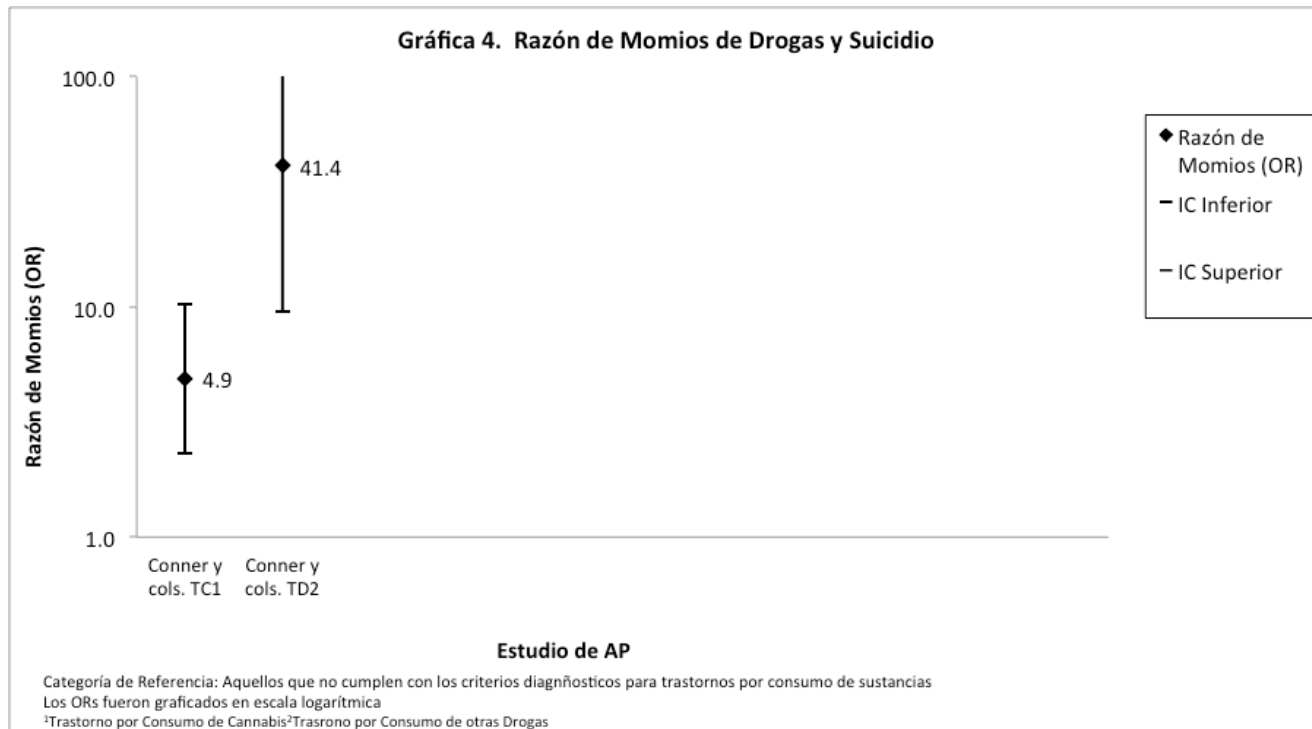 Gráfica 4. Razón de Momios de Drogas y Suicidio
100.0
10.0
1.0
Razón de Momios (OR)
41.4
4.9
Conner y
cols. TC1
Conner y
cols. TD2
Estudio de AP
Razón de
Momios (OR)
IC Inferior
IC Superior
Categoría de Referencia: Aquellos que no cumplen con los criterios diagnñosticos para trastornos por consumo de sustancias
Los ORs fueron graficados en escala logarítmica
¹Trastorno por Consumo de Cannabis²Trasrono por Consumo de otras Drogas